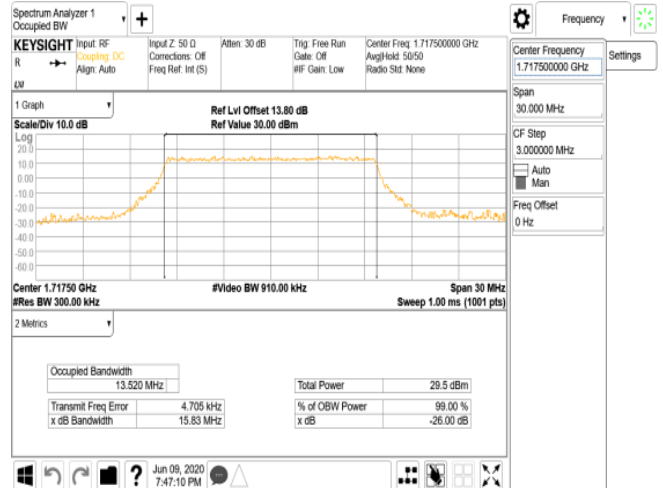 Spectrum Analyzer 1
Occupied BW
Frequency
KEYSIGHT
R
Input: RF
Coupling: DC
Align: Auto
Input Z: 50 Ω
Corrections: Off
Freq Ref: Int (S)
Atten: 30 dB
Trig: Free Run
Gate: Off
#IF Gain: Low
Center Freq: 1.717500000 GHz
Avg|Hold: 50/50
Radio Std: None
Center Frequency
1.717500000 GHz
Settings
Span
30.000 MHz
CF Step
3.000000 MHz
Auto
Man
Freq Offset
0 Hz
1 Graph
Scale/Div 10.0 dB
Ref Lvl Offset 13.80 dB
Ref Value 30.00 dBm
Log
20.0
10.0
0.00
-10.0
-20.0
-30.0
-40.0
-50.0
-60.0
Center 1.71750 GHz
#Video BW 910.00 kHz
Span 30 MHz
#Res BW 300.00 kHz
Sweep 1.00 ms (1001 pts)
2 Metrics
Occupied Bandwidth
13.520 MHz
Total Power 29.5 dBm
Transmit Freq Error 4.705 kHz
% of OBW Power 99.00 %
x dB Bandwidth 15.83 MHz
x dB -26.00 dB
?
Jun 09, 2020
7:47:10 PM